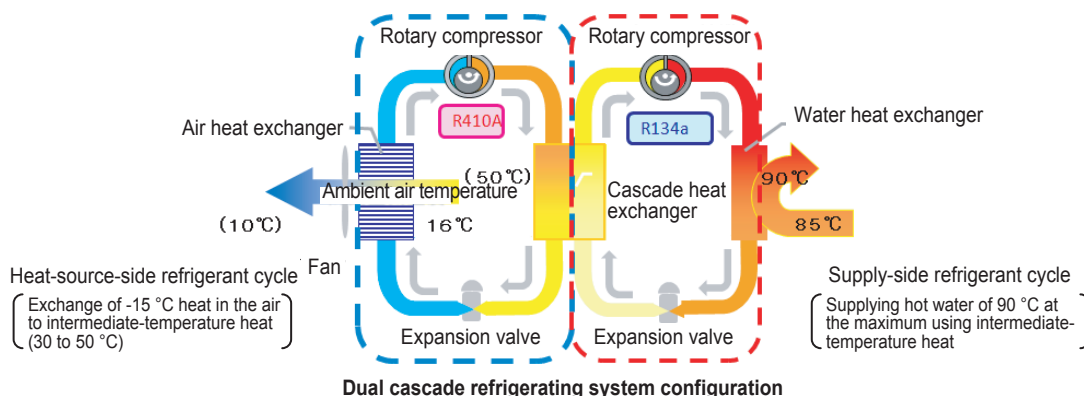 Rotary compressor
Rotary compressor
R410A
R134a
Air heat exchanger
Water heat exchanger
(50℃)
90℃
Ambient air temperature
Cascade heat
exchanger
(10℃)
16℃
85℃
Heat-source-side refrigerant cycle
Fan
Supply-side refrigerant cycle
Exchange of -15 °C heat in the air
to intermediate-temperature heat
(30 to 50 °C)
Supplying hot water of 90 °C at
the maximum using intermediate-
temperature heat
Expansion valve
Expansion valve
Dual cascade refrigerating system configuration